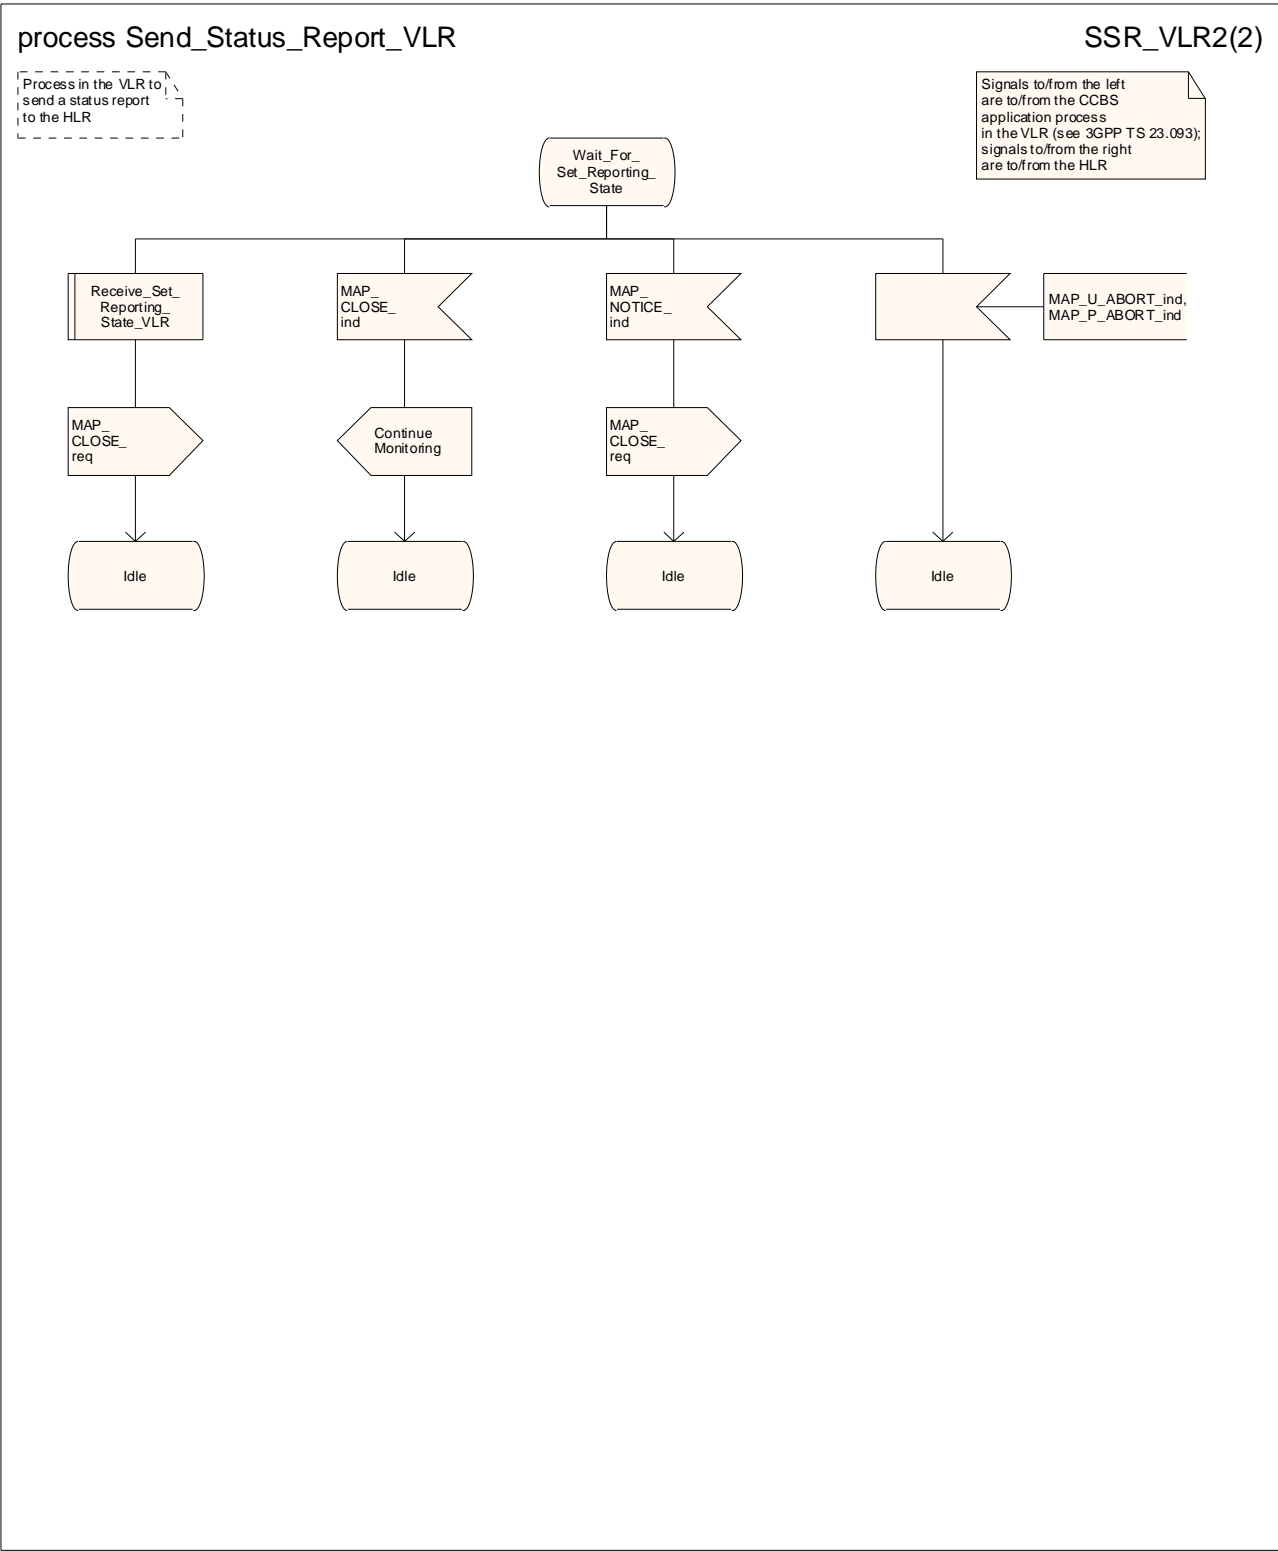 process Send_Status_Report_VLR
SSR_VLR2(2)
Process in the VLR to
send a status report
to the HLR
Signals to/from the left
are to/from the CCBS
application process
in the VLR (see 3GPP TS 23.093);
signals to/from the right
are to/from the HLR
Wait_For_
Set_Reporting_
State
Receive_Set_
Reporting_
State_VLR
MAP_
CLOSE_
ind
MAP_
NOTICE_
ind
MAP_U_ABORT_ind,
MAP_P_ABORT_ind
MAP_
CLOSE_
req
Continue
Monitoring
MAP_
CLOSE_
req
Idle
Idle
Idle
Idle